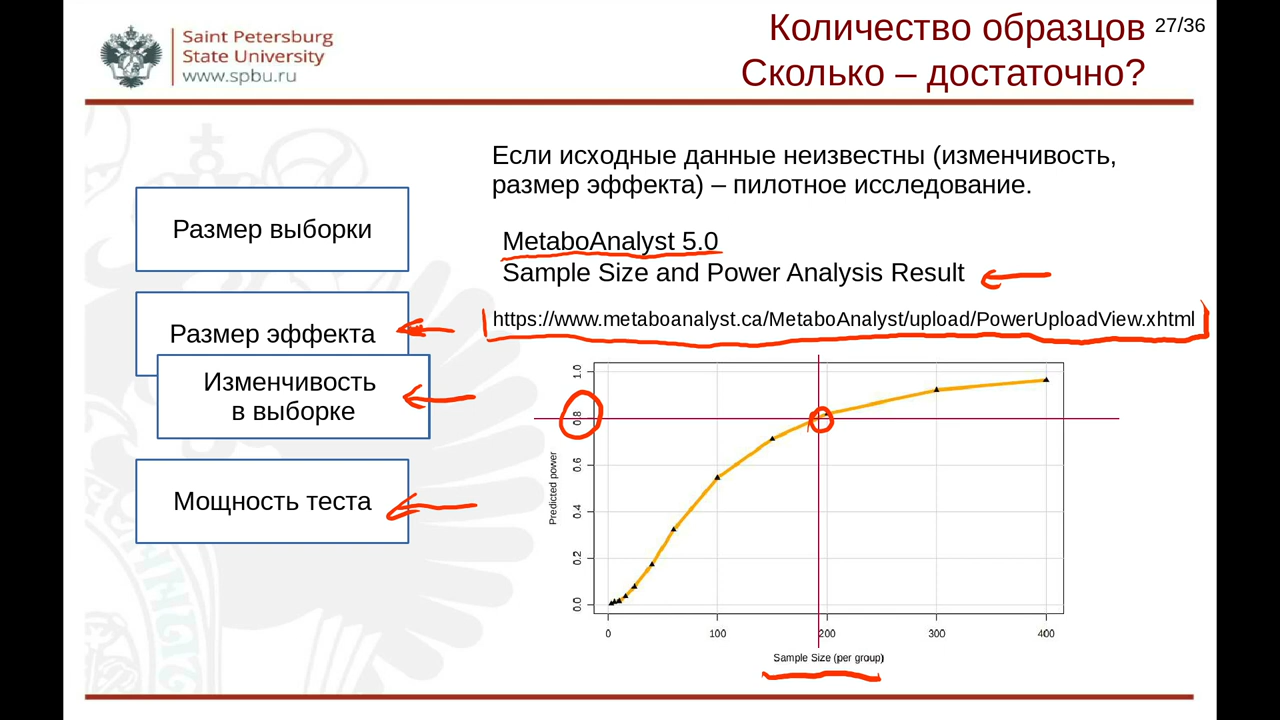 Saint Petersburg
State University
www.spbu.ru
Количество образцов
Сколько – достаточно?
27/36
Размер выборки
Размер эффекта
Изменчивость
в выборке
Мощность теста
Если исходные данные неизвестны (изменчивость,
размер эффекта) – пилотное исследование.
MetaboAnalyst 5.0
Sample Size and Power Analysis Result
https://www.metaboanalyst.ca/MetaboAnalyst/upload/PowerUploadView.xhtml
Predicted power
1.0
0.8
0.6
0.4
0.2
0.0
0 100 200 300 400
Sample Size (per group)